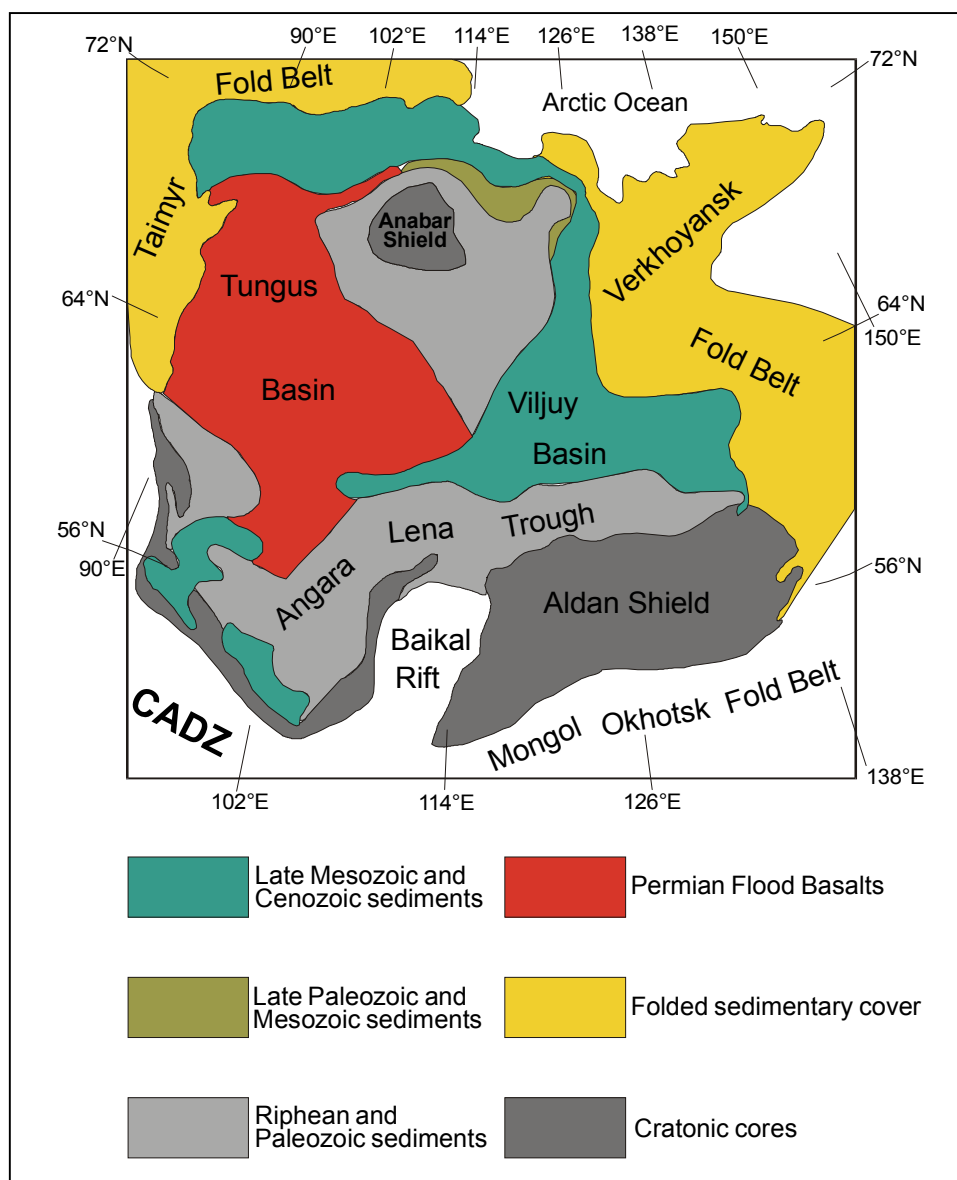 90°E
102°E
114°E
126°E
138°E
150°E
72°N
72°N
Fold Belt
Arctic Ocean
Taimyr
Anabar
Shield
Verkhoyansk
Tungus
64°N
64°N
150°E
Fold Belt
Basin
Viljuy
Basin
Lena
Trough
56°N
90°E
56°N
Angara
Aldan Shield
Baikal
Rift
CADZ
Mongol
Okhotsk
Fold Belt
138°E
102°E
114°E
126°E
Late Mesozoic and
Cenozoic sediments
Permian Flood Basalts
Late Paleozoic and
Mesozoic sediments
Folded sedimentary cover
Riphean and
Paleozoic sediments
Cratonic cores